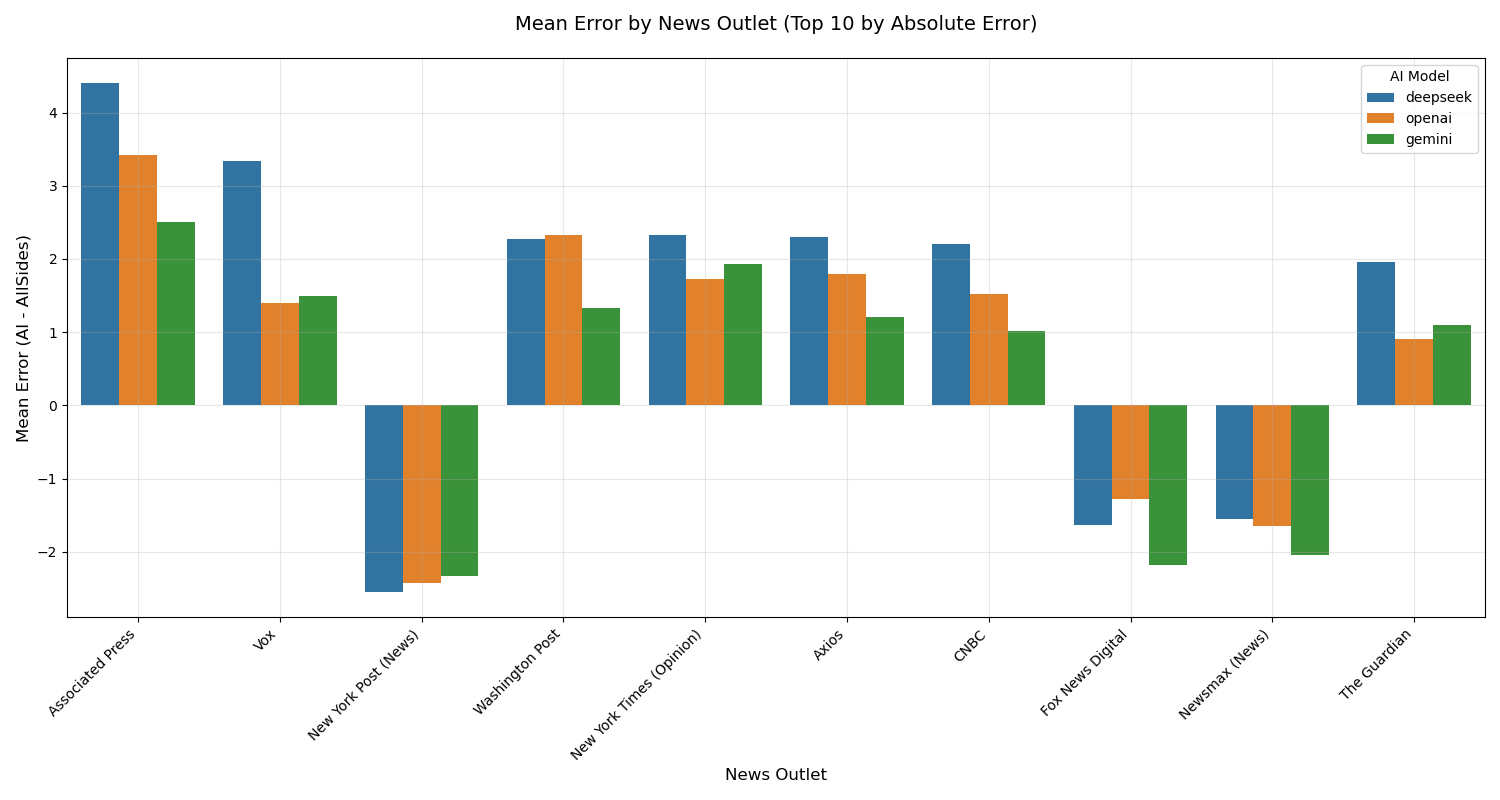 Mean Error by News Outlet (Top 10 by Absolute Error)
AI Model
deepseek
openai
gemini
Mean Error (AI - AllSides)
4
3
2
1
0
−1
−2
Associated Press
Vox
New York Post (News)
Washington Post
New York Times (Opinion)
Axios
CNBC
Fox News Digital
Newsmax (News)
The Guardian
News Outlet